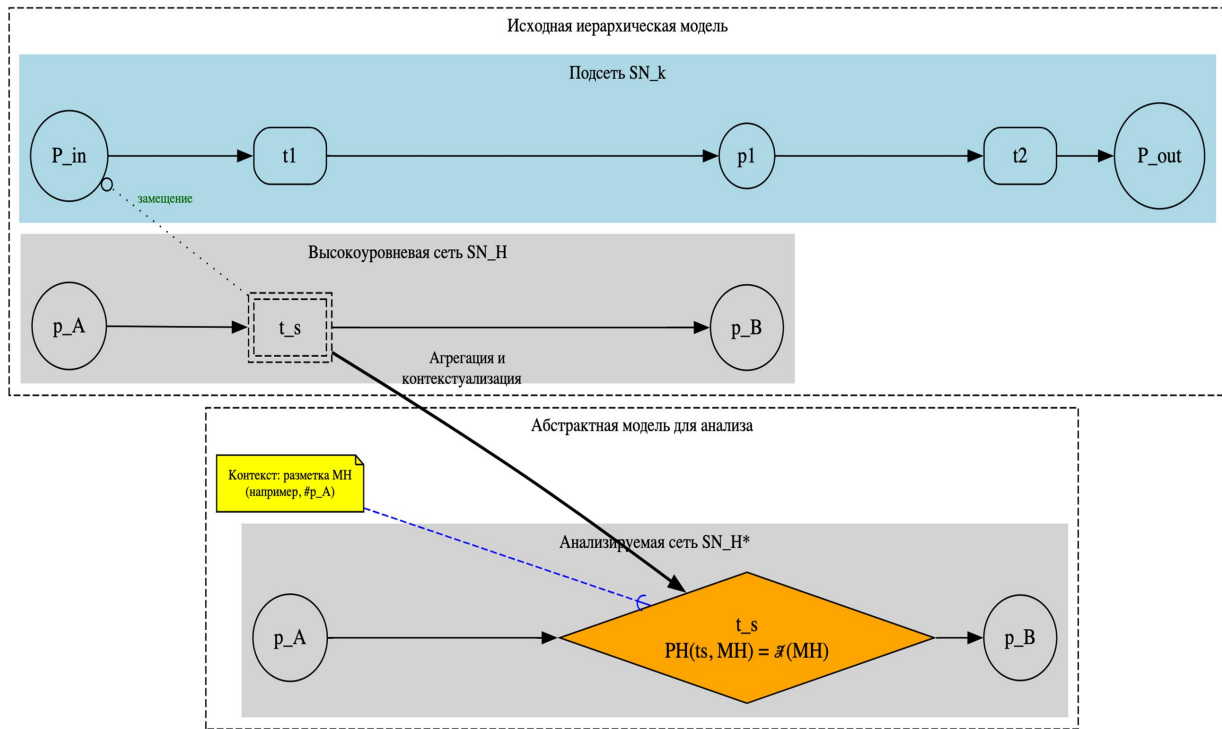 Исходная иерархическая модель
Подсеть SN_k
P_in
t1
p1
t2
P_out
замещение
Высокоуровневая сеть SN_H
p_A
t_s
p_B
Агрегация и
контекстуализация
Абстрактная модель для анализа
Контекст: разметка MH
(например, #p_A)
Анализируемая сеть SN_H*
p_A
t_s
PH(ts, MH) = ℱ(MH)
p_B